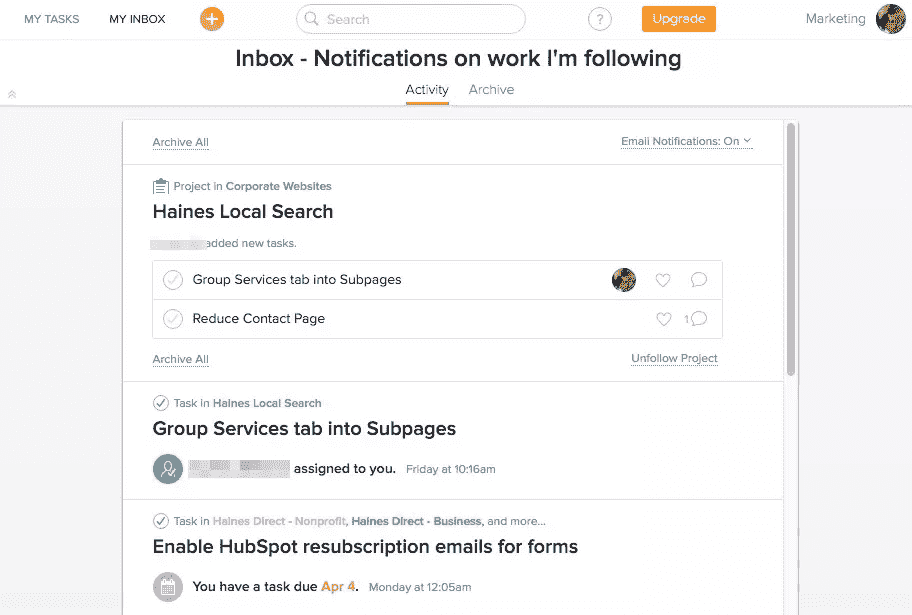 MY TASKS MY INBOX + Search ? Upgrade Marketing
Inbox - Notifications on work I'm following
Activity Archive
Archive All Email Notifications: On
Project in Corporate Websites
Haines Local Search
added new tasks.
Group Services tab into Subpages
Reduce Contact Page 1
Archive All Unfollow Project
Task in Haines Local Search
Group Services tab into Subpages
assigned to you. Friday at 10:16am
Task in Haines Direct - Nonprofit, Haines Direct - Business, and more...
Enable HubSpot resubscription emails for forms
You have a task due Apr 4. Monday at 12:05am